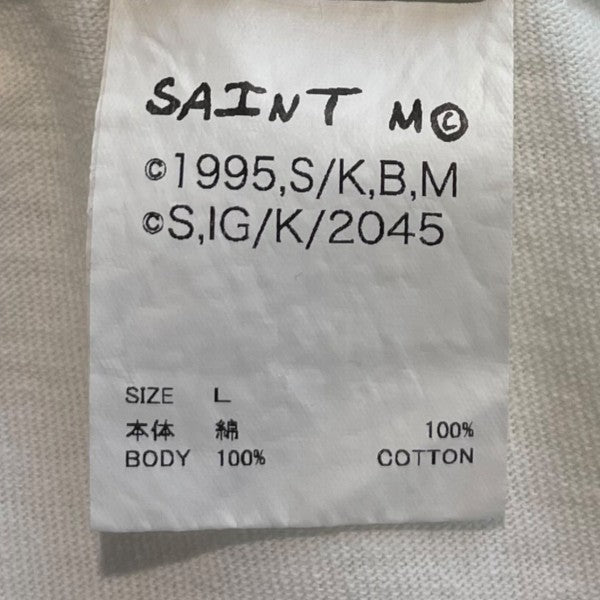 SAINT M©
©1995,S/K,B,M
©S,IG/K/2045
SIZE L
本体 綿 100%
BODY 100% COTTON